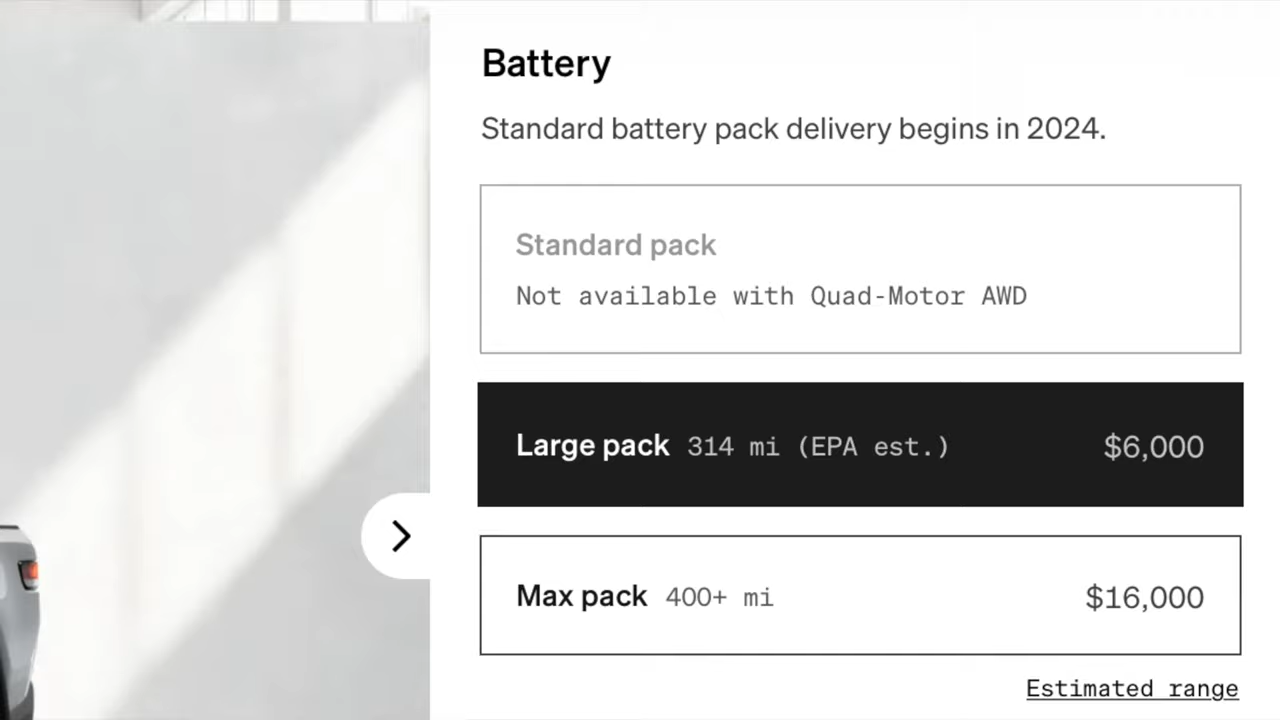 Battery
Standard battery pack delivery begins in 2024.
Standard pack
Not available with Quad-Motor AWD
Large pack 314 mi (EPA est.) $6,000
Max pack 400+ mi $16,000
Estimated range